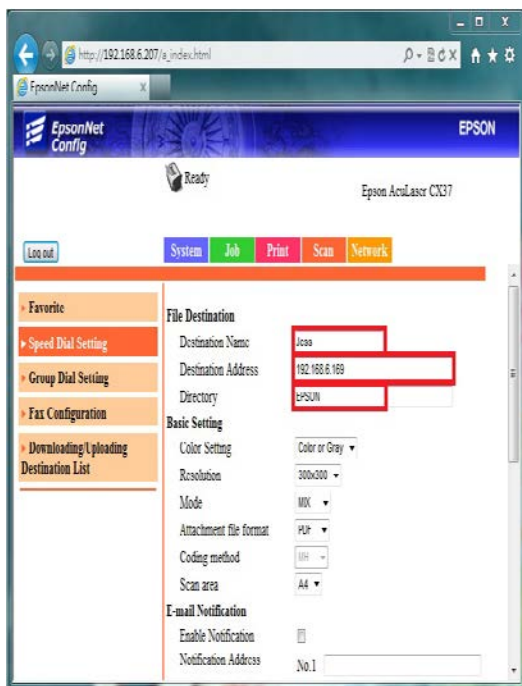 http://192.168.6.207/a_index.html
EpsonNet Config
EpsonNet
Config
EPSON
Ready
Epson AcuLaser CX37
Log out
System Job Print Scan Network
Favorite
Speed Dial Setting
Group Dial Setting
Fax Configuration
Downloading/Uploading
Destination List
File Destination
Destination Name
Destination Address 192.168.6.169
Directory EPSON
Basic Setting
Color Setting Color or Gray
Resolution 300x300
Mode MIX
Attachment file format PDF
Coding method MH
Scan area A4
E-mail Notification
Enable Notification
Notification Address No.1